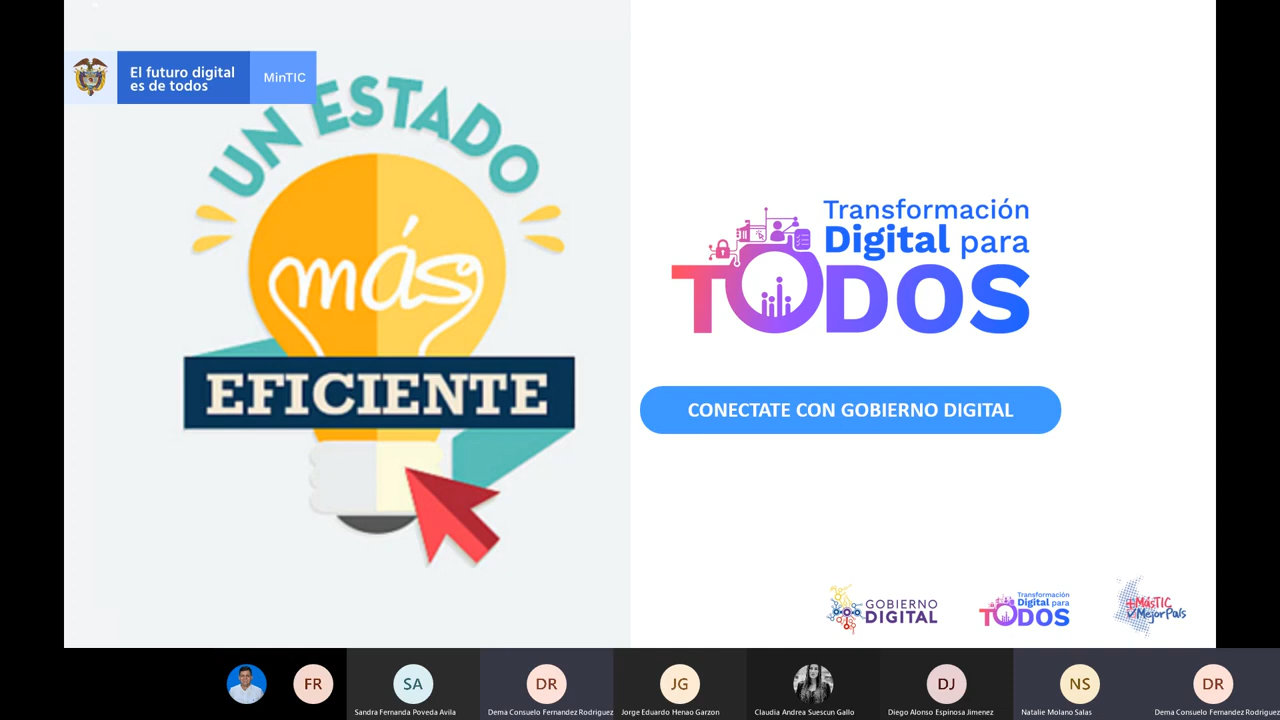 El futuro digital
es de todos
MinTIC
UN ESTADO
más
EFICIENTE
Transformación
Digital para
TODOS
CONECTATE CON GOBIERNO DIGITAL
GOBIERNO
DIGITAL
Transformación
Digital para
TODOS
+MásTIC
MejorPaís
FR
SA
DR
JG
DJ
NS
DR
Sandra Fernanda Poveda Avila
Dema Consuelo Fernandez Rodriguez
Jorge Eduardo Henao Garzon
Claudia Andrea Suescun Gallo
Diego Alonso Espinosa Jimenez
Natalie Molano Salas
Dema Consuelo Fernandez Rodriguez